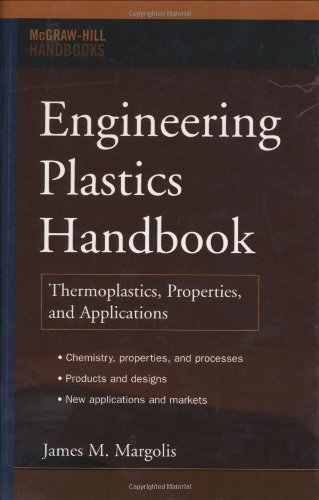 McGRAW-HILL
HANDBOOKS
Engineering
Plastics
Handbook
Thermoplastics, Properties,
and Applications
• Chemistry, properties, and processes
• Products and designs
• New applications and markets
James M. Margolis